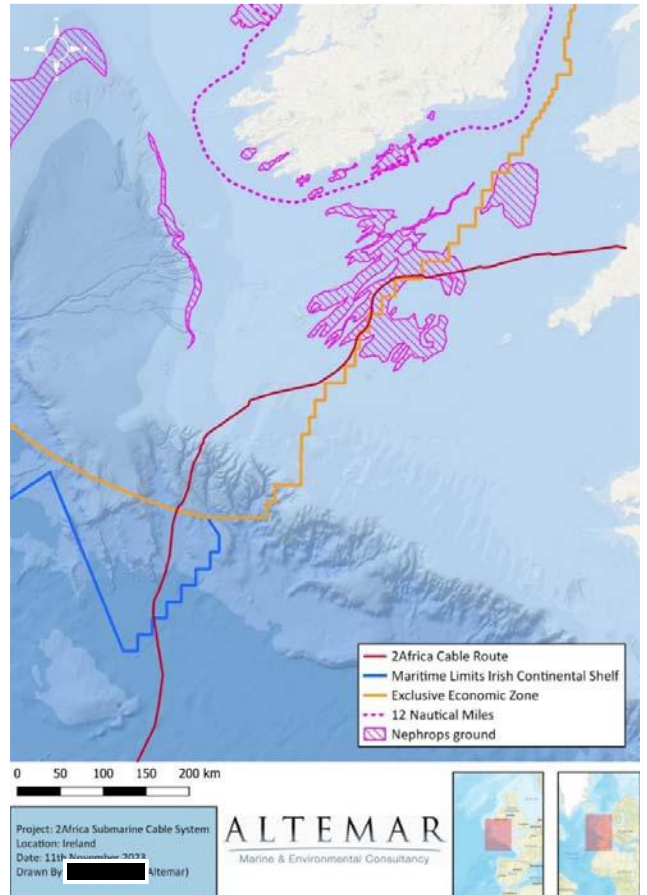 2Africa Cable Route
Maritime Limits Irish Continental Shelf
Exclusive Economic Zone
12 Nautical Miles
Nephrops ground
0 50 100 150 200 km
Project: 2Africa Submarine Cable System
Location: Ireland
Date: 11th November 2023
Drawn By Altemar)
ALTEMAR
Marine & Environmental Consultancy